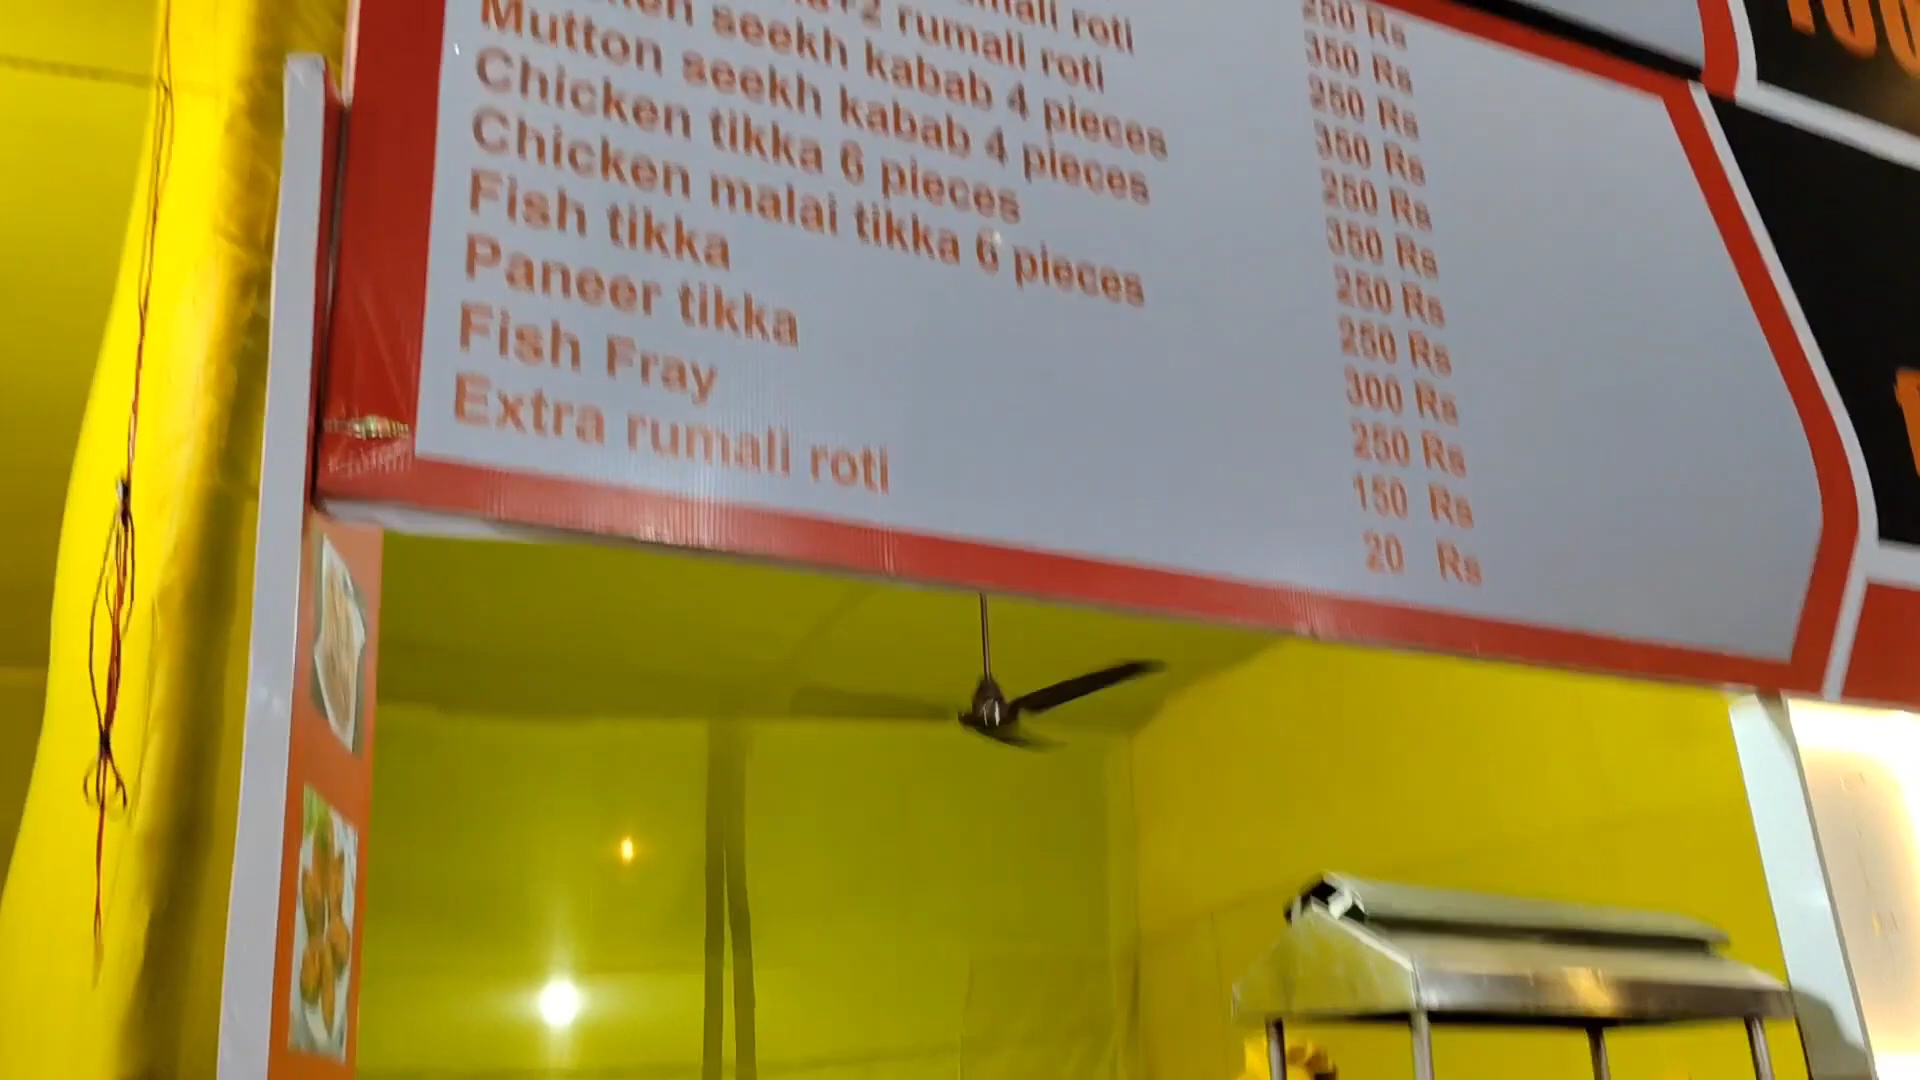 250 Rs
350 Rs
roti 250 Rs
2 rumali roti 350 Rs
seekh kabab 4 pieces 250 Rs
Mutton seekh kabab 4 pieces 350 Rs
Chicken tikka 6 pieces 250 Rs
Chicken malai tikka 6 pieces 250 Rs
Fish tikka 300 Rs
Paneer tikka 250 Rs
Fish Fray 150 Rs
Extra rumali roti 20 Rs